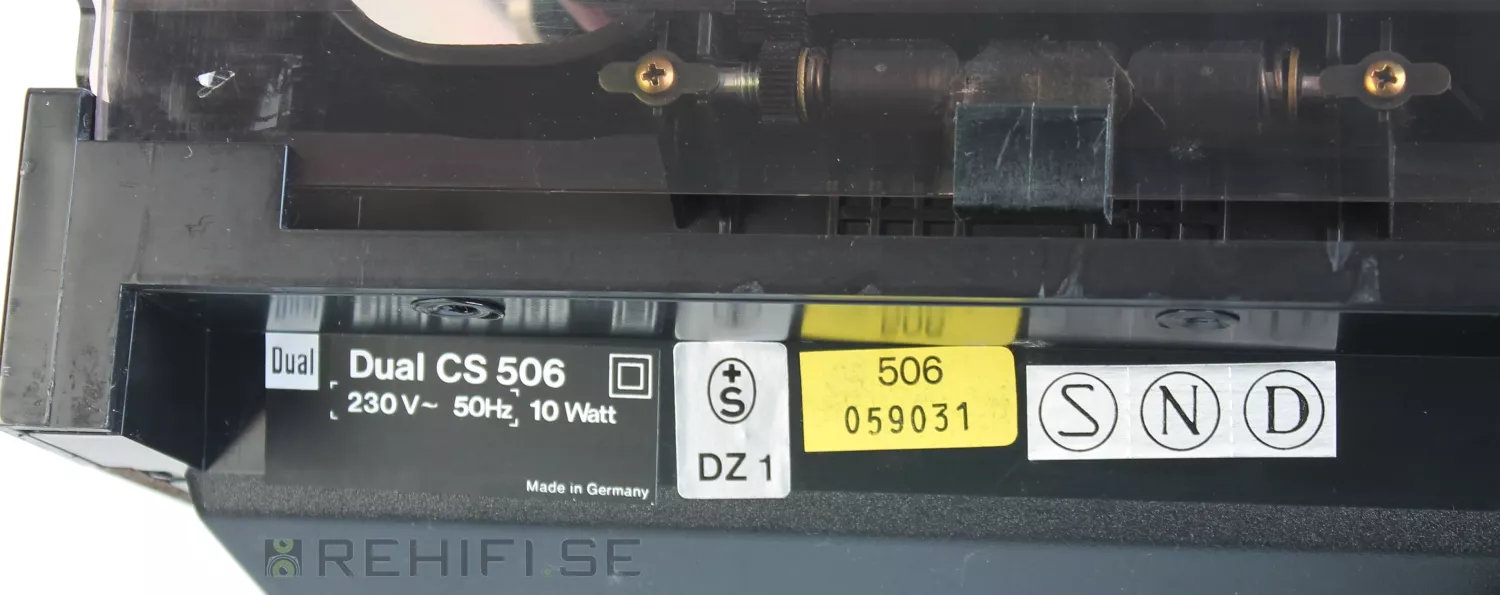 Dual
Dual CS 506
230 V~ 50Hz 10 Watt
Made in Germany
+S
DZ 1
506
059031
S N D
REHIFI.SE